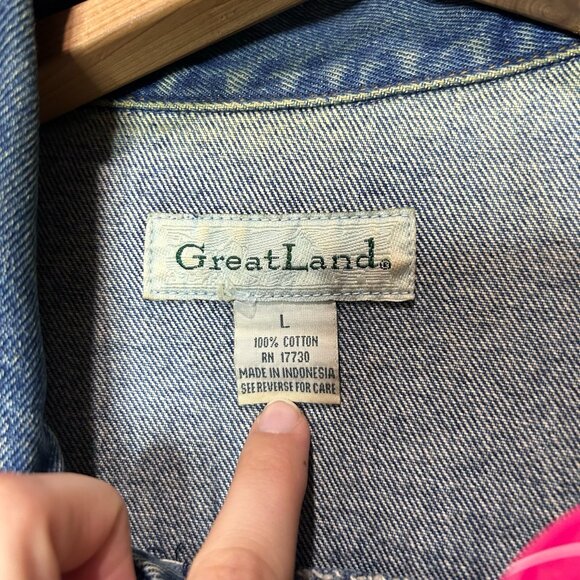 GreatLand®
L
100% COTTON
RN 17730
MADE IN INDONESIA
SEE REVERSE FOR CARE